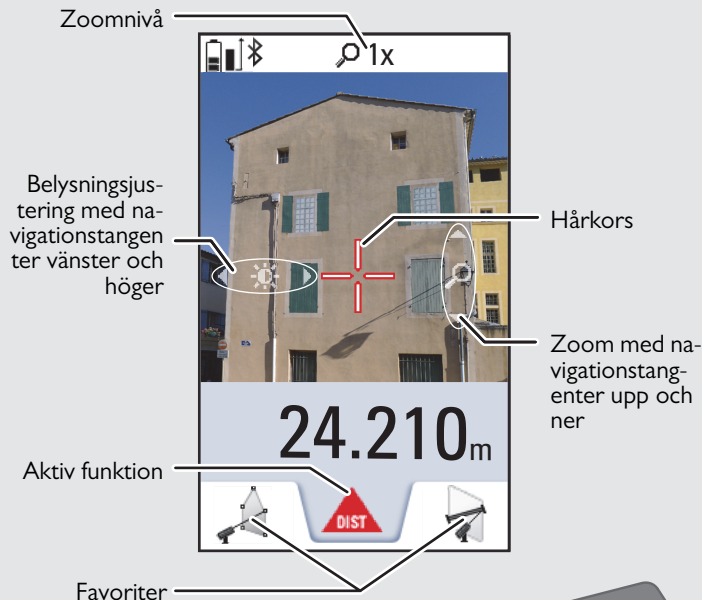 Zoomnivå
1x
Belysningsjus-
tering med na-
vigationstangen
ter vänster och
höger
Hårkors
Zoom med na-
vigationstang-
enter upp och
ner
24.210m
Aktiv funktion
DIST
Favoriter